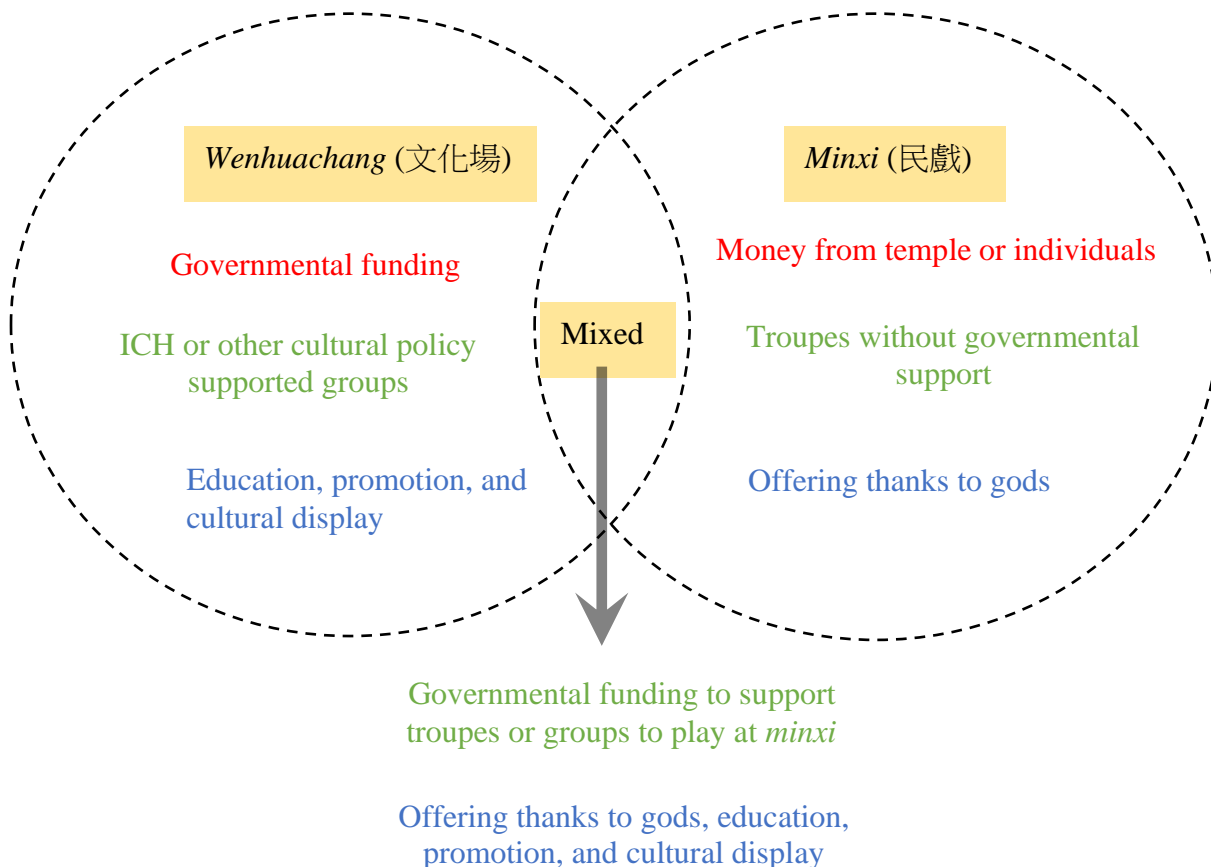 Wenhuachang (文化場)
Minxi (民戲)
Governmental funding
Money from temple or individuals
ICH or other cultural policy
supported groups
Mixed
Troupes without governmental
support
Education, promotion, and
cultural display
Offering thanks to gods
Governmental funding to support
troupes or groups to play at minxi
Offering thanks to gods, education,
promotion, and cultural display